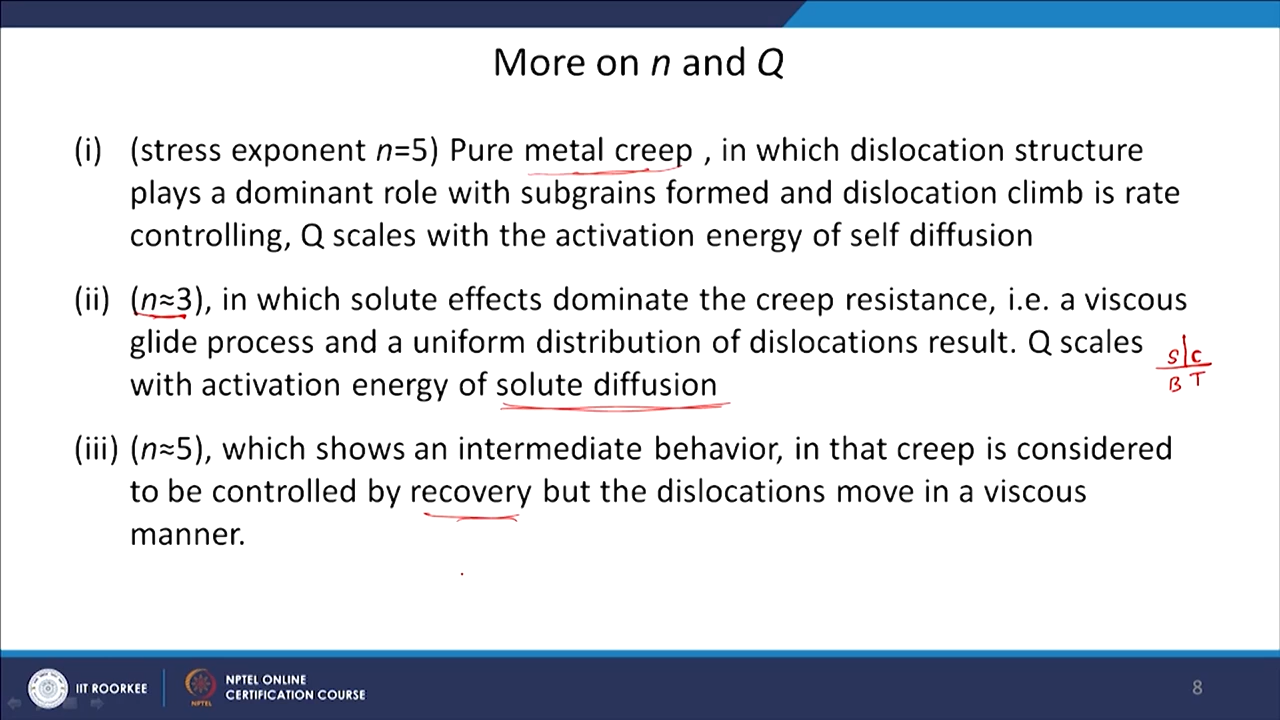 More on n and Q
(i) (stress exponent n=5) Pure metal creep , in which dislocation structure
plays a dominant role with subgrains formed and dislocation climb is rate
controlling, Q scales with the activation energy of self diffusion
(ii) (n≈3), in which solute effects dominate the creep resistance, i.e. a viscous
glide process and a uniform distribution of dislocations result. Q scales
with activation energy of solute diffusion
S|C
B T
(iii) (n≈5), which shows an intermediate behavior, in that creep is considered
to be controlled by recovery but the dislocations move in a viscous
manner.
IIT ROORKEE
NPTEL
NPTEL ONLINE
CERTIFICATION COURSE
8